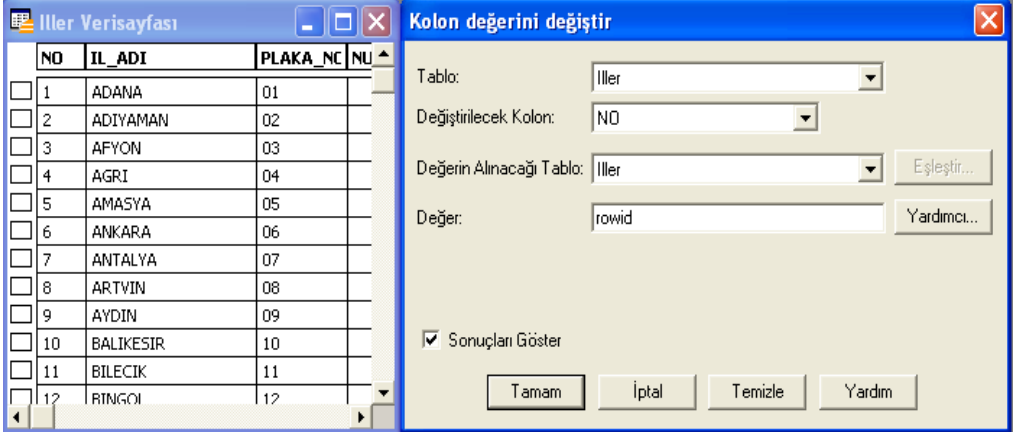 Iller Verisayfası
NO IL_ADI PLAKA_NO NU
1 ADANA 01
2 ADIYAMAN 02
3 AFYON 03
4 AGRI 04
5 AMASYA 05
6 ANKARA 06
7 ANTALYA 07
8 ARTVIN 08
9 AYDIN 09
10 BALIKESIR 10
11 BILECIK 11
12 BINGOL 12
Kolon değerini değiştir
Tablo: Iller
Değiştirilecek Kolon: NO
Değerin Alınacağı Tablo: Iller Eşleştir...
Değer: rowid Yardımcı...
Sonuçları Göster
Tamam İptal Temizle Yardım